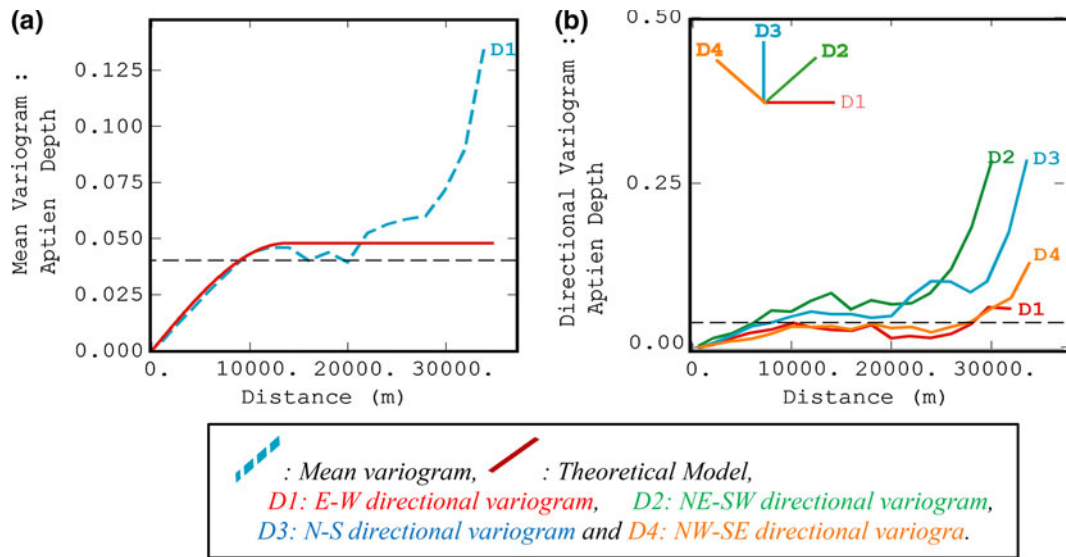 (a)
D1
Mean Variogram :
Aptien Depth
0.125
0.100
0.075
0.050
0.025
0.000
0. 10000. 20000. 30000.
Distance (m)
(b)
Directional Variogram :
Aptien Depth
0.50
0.25
0.00
D3
D4
D2
D1
D2
D3
D4
D1
0. 10000. 20000. 30000.
Distance (m)
: Mean variogram, : Theoretical Model,
D1: E-W directional variogram, D2: NE-SW directional variogram,
D3: N-S directional variogram and D4: NW-SE directional variogra.